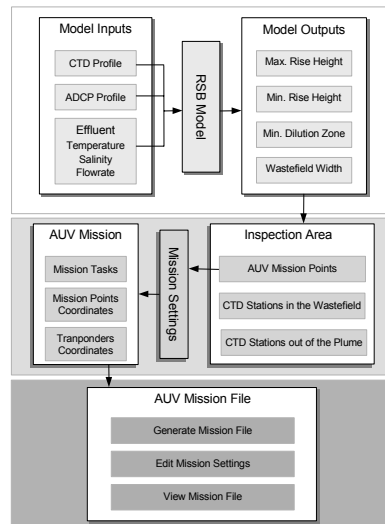 Model Inputs
CTD Profile
ADCP Profile
Effluent
Temperature
Salinity
Flowrate
RSB Model
Model Outputs
Max. Rise Height
Min. Rise Height
Min. Dilution Zone
Wastefield Width
AUV Mission
Mission Tasks
Mission Points
Coordinates
Tranponders
Coordinates
Mission Settings
Inspection Area
AUV Mission Points
CTD Stations in the Wastefield
CTD Stations out of the Plume
AUV Mission File
Generate Mission File
Edit Mission Settings
View Mission File